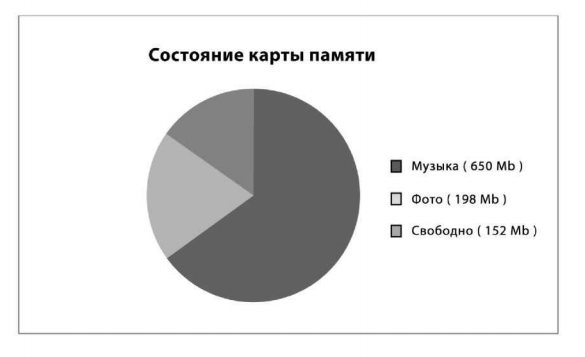 Состояние карты памяти
Музыка ( 650 Mb )
Фото ( 198 Mb )
Свободно ( 152 Mb )